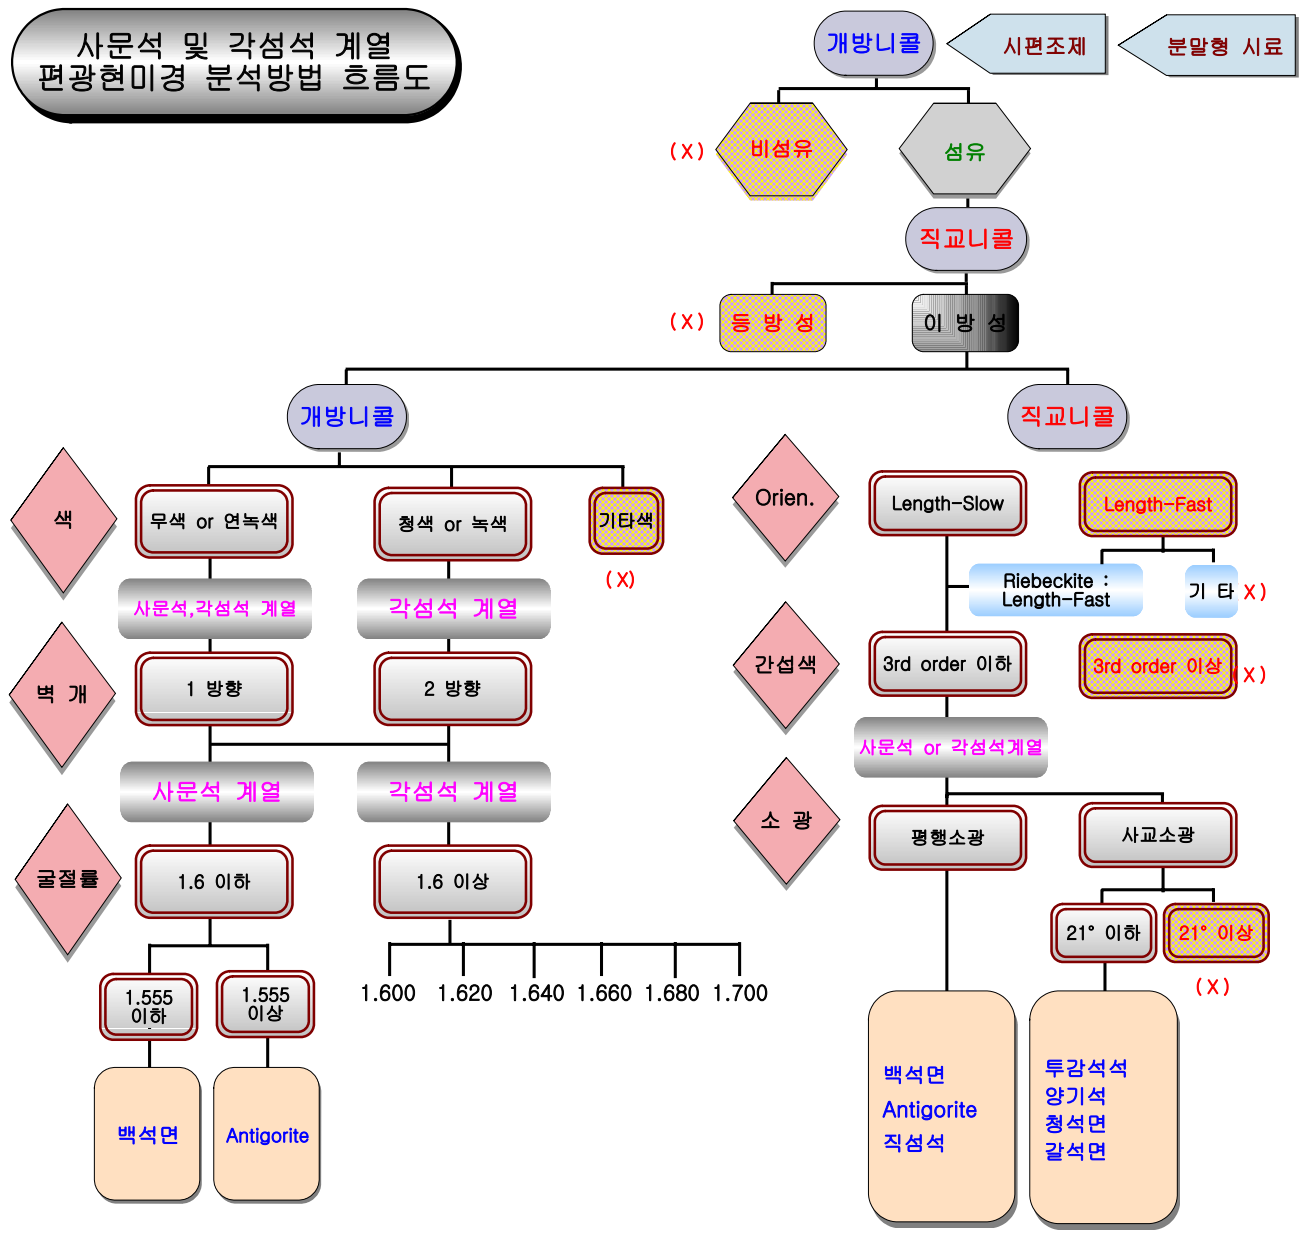 사문석 및 각섬석 계열
편광현미경 분석방법 흐름도
개방니콜
시편조제
분말형 시료
(X)
비섬유
섬유
직교니콜
(X)
등 방 성
이 방 성
개방니콜
직교니콜
색
무색 or 연녹색
청색 or 녹색
기타색
(X)
사문석,각섬석 계열
각섬석 계열
벽 개
1 방향
2 방향
사문석 계열
각섬석 계열
굴절률
1.6 이하
1.6 이상
1.555
이하
1.555
이상
1.600
1.620
1.640
1.660
1.680
1.700
백석면
Antigorite
Orien.
Length-Slow
Length-Fast
Riebeckite :
Length-Fast
기 타
X)
간섭색
3rd order 이하
3rd order 이상
(X)
사문석 or 각섬석계열
소 광
평행소광
사교소광
21° 이하
21° 이상
(X)
백석면
Antigorite
직섬석
투감석석
양기석
청석면
갈석면